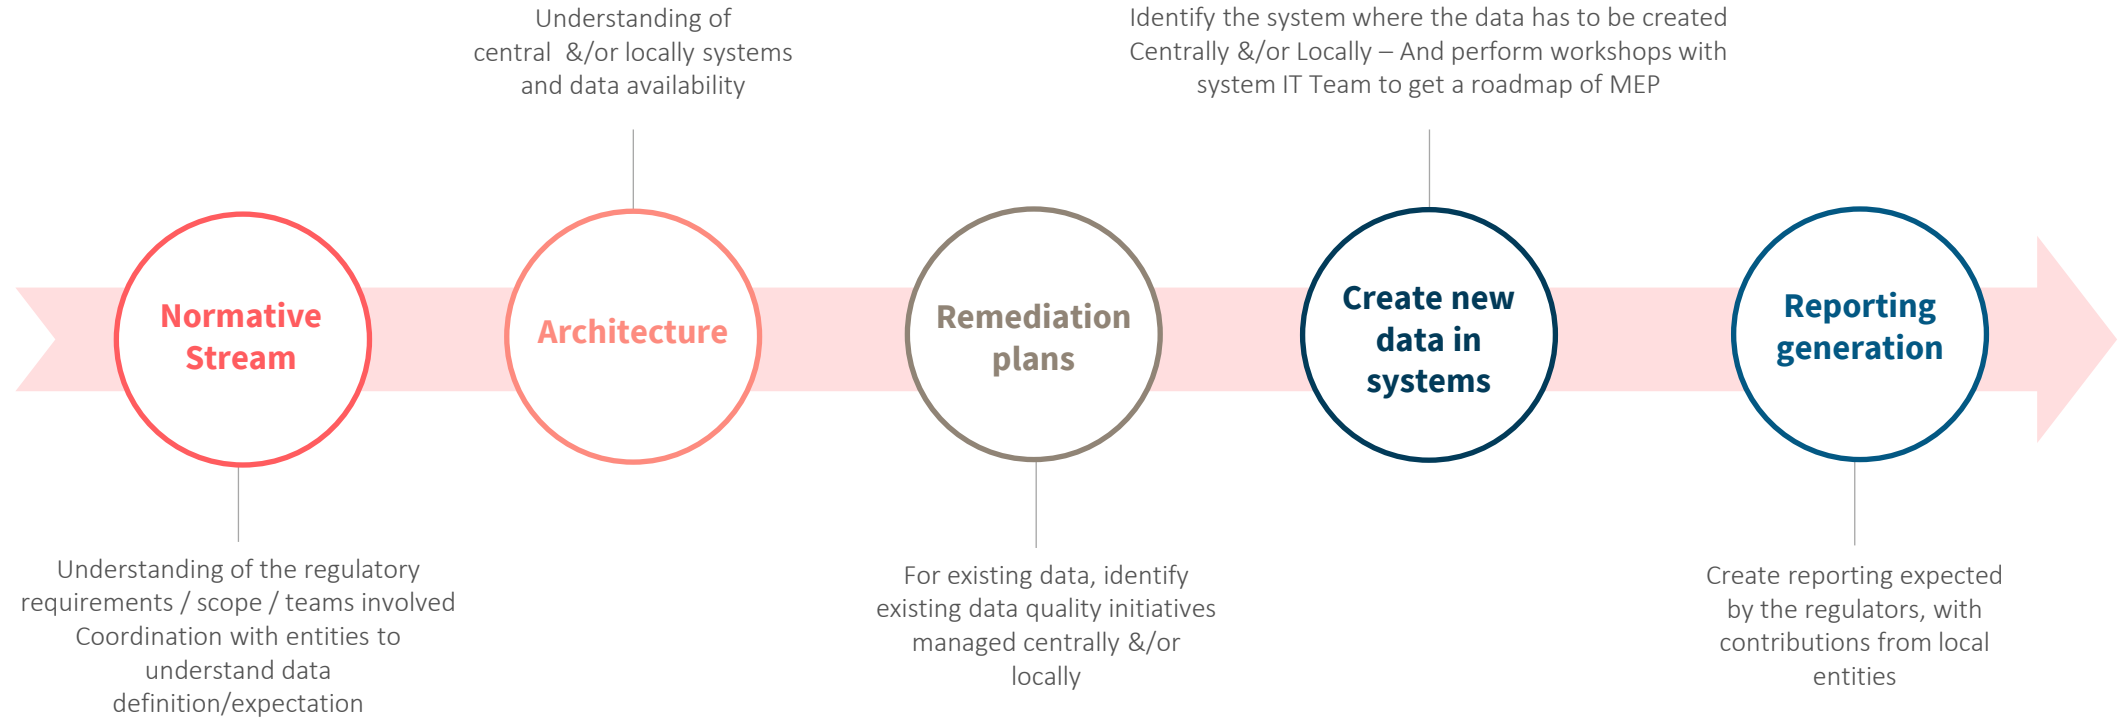 Understanding of
central &/or locally systems
and data availability
Identify the system where the data has to be created
Centrally &/or Locally – And perform workshops with
system IT Team to get a roadmap of MEP
Normative
Stream
Architecture
Remediation
plans
Create new
data in
systems
Reporting
generation
Understanding of the regulatory
requirements / scope / teams involved
Coordination with entities to
understand data
definition/expectation
For existing data, identify
existing data quality initiatives
managed centrally &/or
locally
Create reporting expected
by the regulators, with
contributions from local
entities